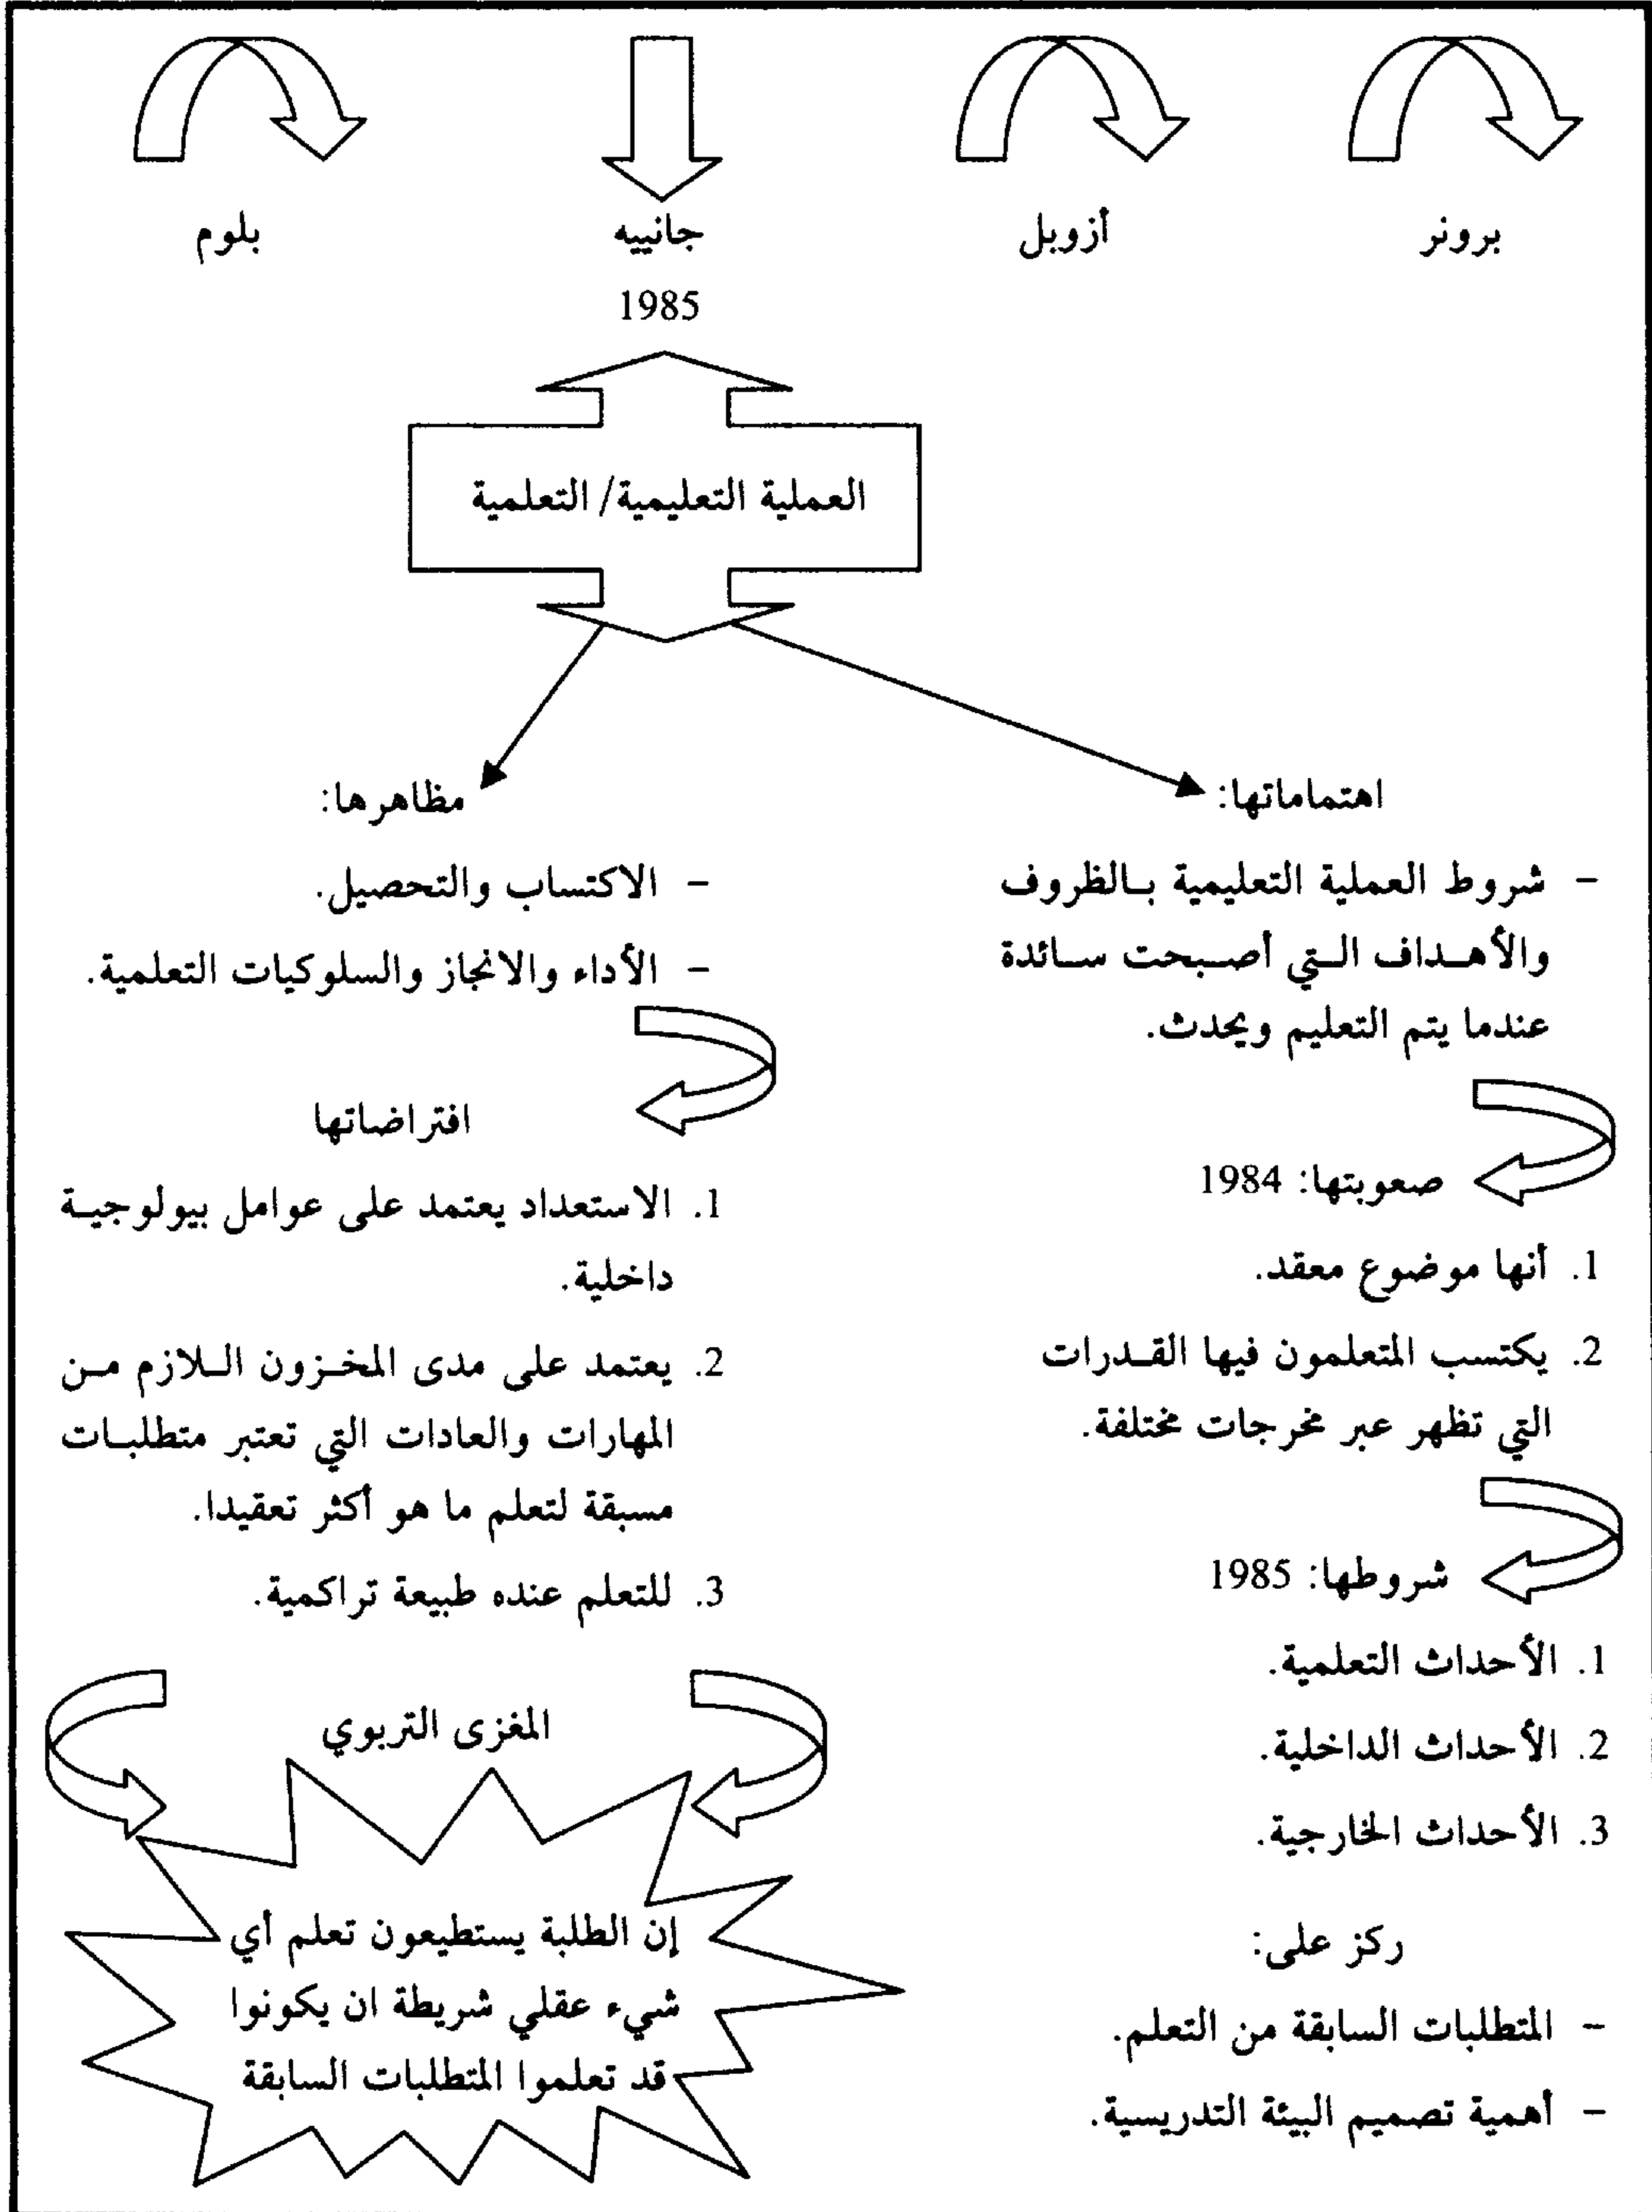 برونر
أزوبل
جانييه
بلوم
1985
العملية التعليمية/ التعلمية
اهتماماتها:
- شروط العملية التعليمية بالظروف
والأهداف التي أصبحت سائدة
عندما يتم التعليم ويحدث.
صعوبتها: 1984
1. أنها موضوع معقد.
2. يكتسب المتعلمون فيها القدرات
التي تظهر عبر مخرجات مختلفة.
شروطها: 1985
1. الأحداث التعلمية.
2. الأحداث الداخلية.
3. الأحداث الخارجية.
ركز على:
- المتطلبات السابقة من التعلم.
- أهمية تصميم البيئة التدريسية.
مظاهرها:
- الاكتساب والتحصيل.
- الأداء والانجاز والسلوكيات التعلمية.
افتراضاتها
1. الاستعداد يعتمد على عوامل بيولوجية
داخلية.
2. يعتمد على مدى المخزون اللازم من
المهارات والعادات التي تعتبر متطلبات
مسبقة لتعلم ما هو أكثر تعقيدا.
3. للتعلم عنده طبيعة تراكمية.
المغزى التربوي
إن الطلبة يستطيعون تعلم أي
شيء عقلي شريطة ان يكونوا
قد تعلموا المتطلبات السابقة